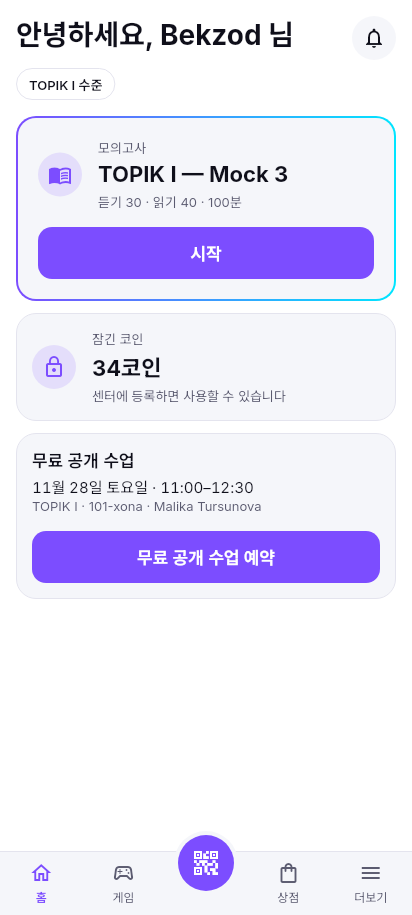 안녕하세요, Bekzod 님
TOPIK I 수준
모의고사
TOPIK I — Mock 3
듣기 30 · 읽기 40 · 100분
시작
잠긴 코인
34코인
센터에 등록하면 사용할 수 있습니다
무료 공개 수업
11월 28일 토요일 · 11:00–12:30
TOPIK I · 101-xona · Malika Tursunova
무료 공개 수업 예약
홈
게임
상점
더보기